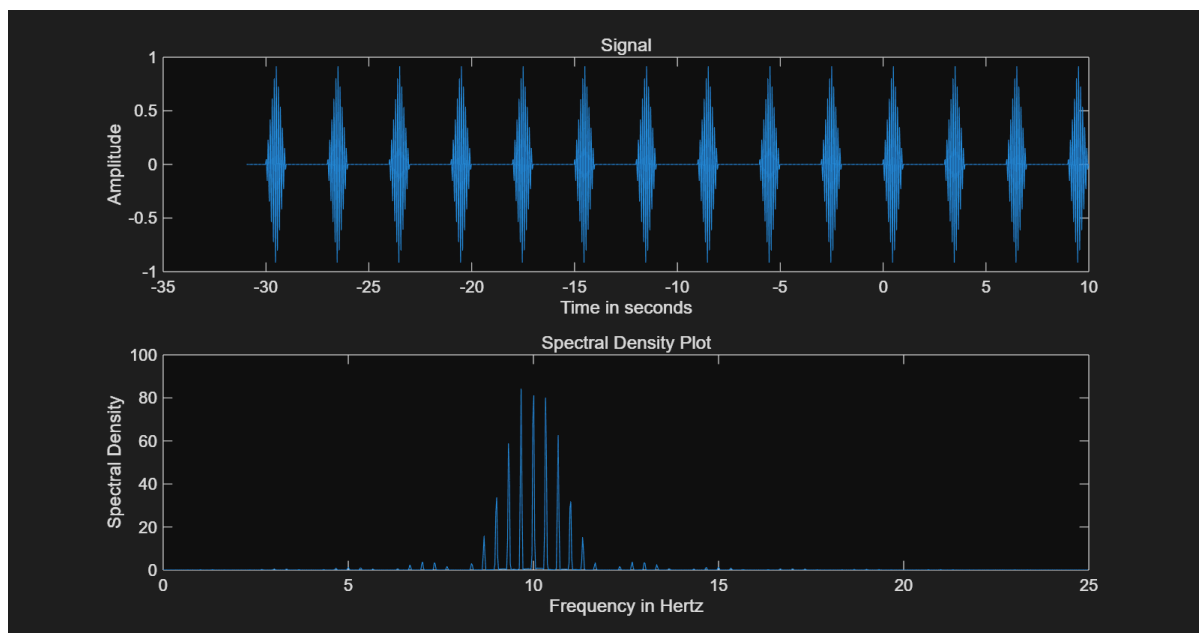 Signal
1
0.5
0
-0.5
-1
Amplitude
-35 -30 -25 -20 -15 -10 -5 0 5 10
Time in seconds
Spectral Density Plot
100
80
60
40
20
0
Spectral Density
0 5 10 15 20 25
Frequency in Hertz